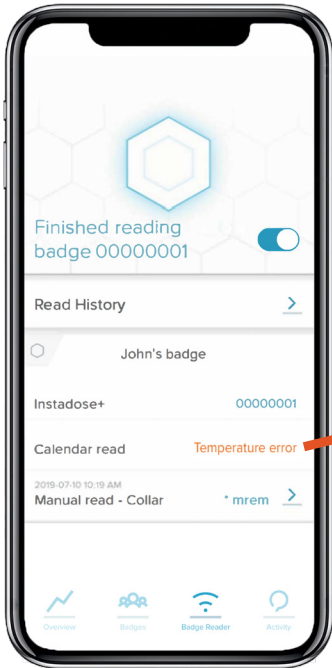 Finished reading
badge 00000001
Read History
John's badge
Instadose+ 00000001
Calendar read Temperature error
2019-07-10 10:19 AM
Manual read - Collar * mrem
Overview Badges Badge Reader Activity